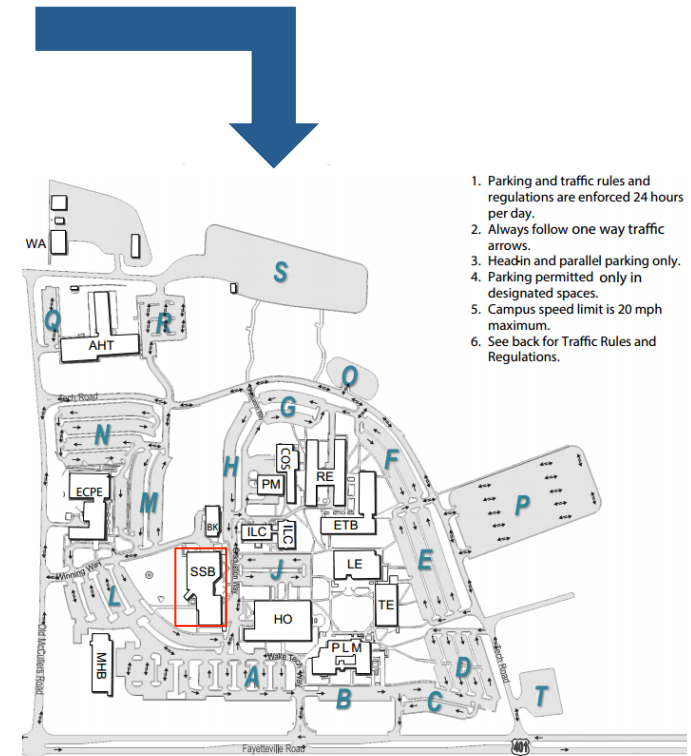 1. Parking and traffic rules and
regulations are enforced 24 hours
per day.
2. Always follow one way traffic
arrows.
3. Head-in and parallel parking only.
4. Parking permitted only in
designated spaces.
5. Campus speed limit is 20 mph
maximum.
6. See back for Traffic Rules and
Regulations.
WA
S
Q
R
AHT
O
Tech Road
G
N
H
COS
F
RE
PM
ECPE
M
P
BK
ILC
ILC
ETB
E
Winning Way
SSB
J
LE
L
TE
HO
Old McCullers Road
MHB
PLM
Wake Tech Way
A
B
C
D
Tech Road
T
Fayetteville Road
401